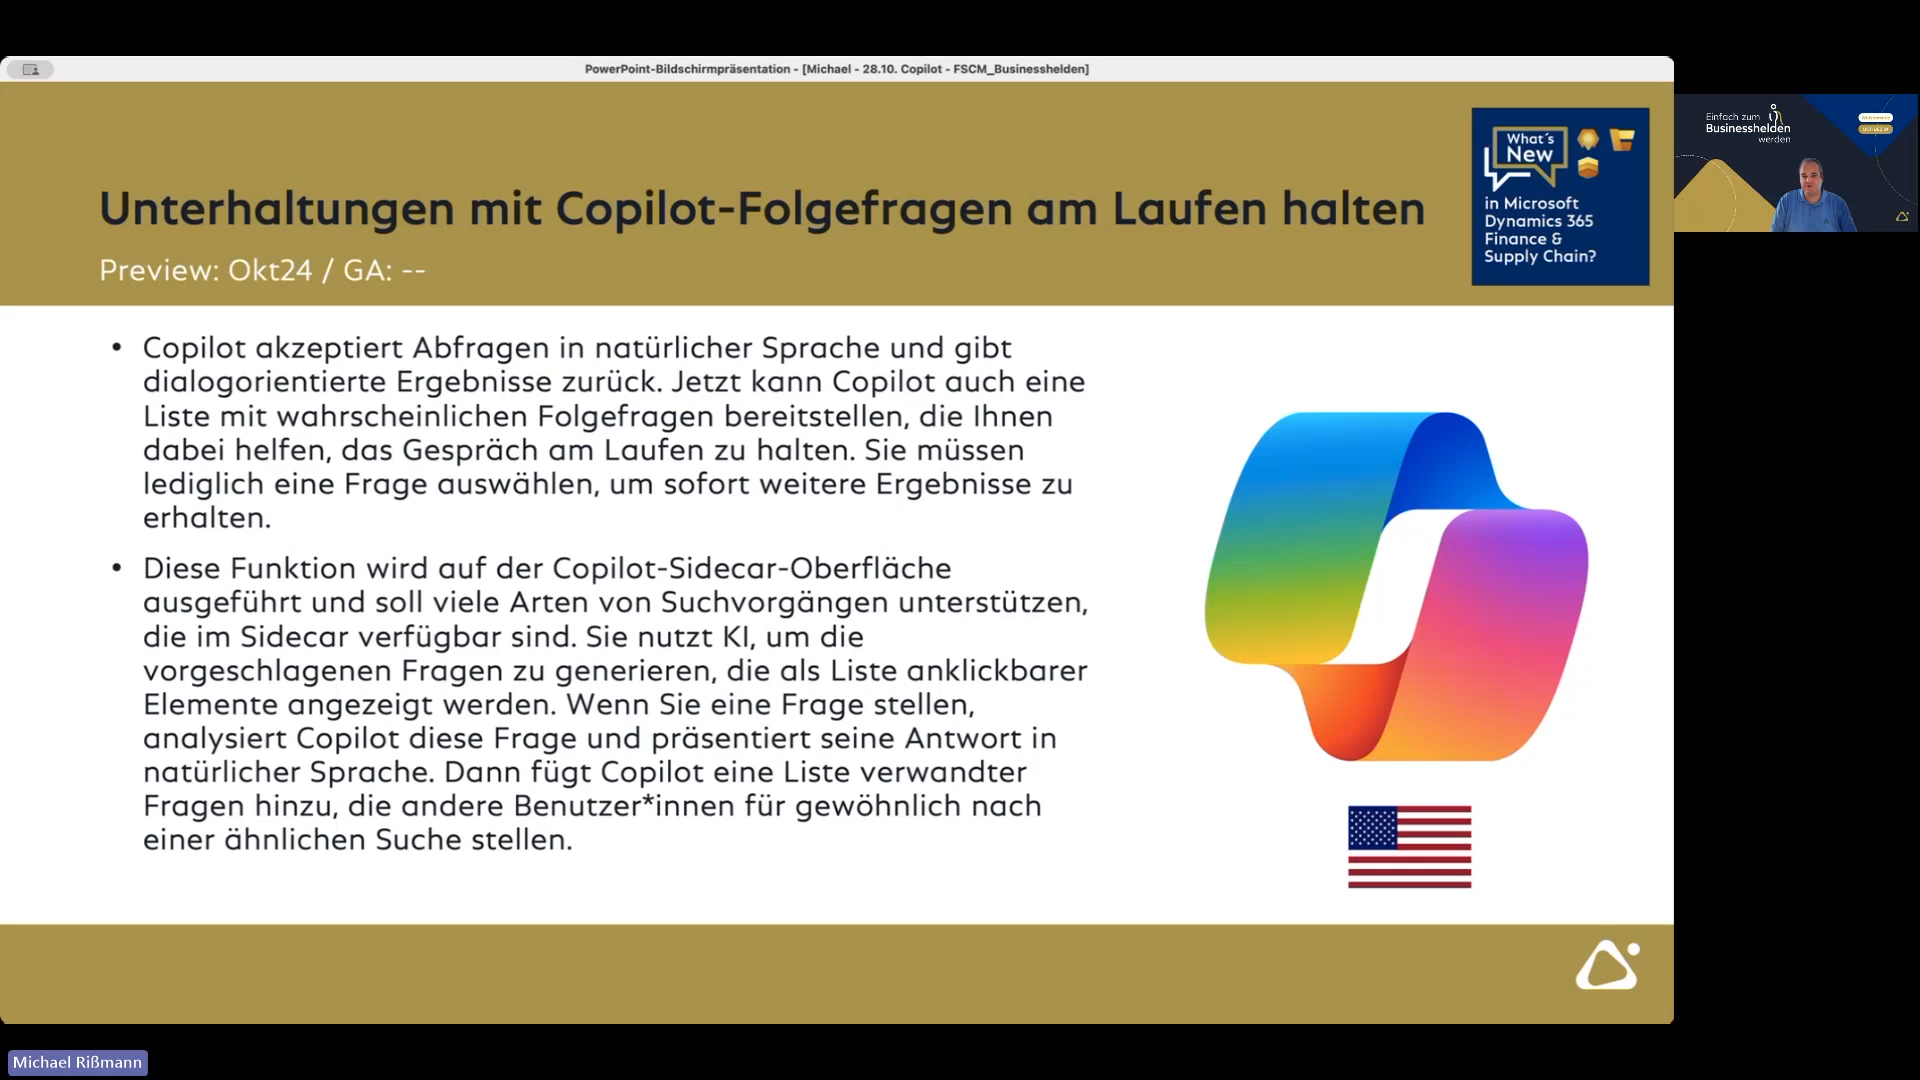 PowerPoint-Bildschirmpräsentation - [Michael - 28.10. Copilot - FSCM_Businesshelden]
Unterhaltungen mit Copilot-Folgefragen am Laufen halten
Preview: Okt24 / GA: --
What´s
New
in Microsoft
Dynamics 365
Finance &
Supply Chain?
Einfach zum
Businesshelden
werden
OKT-DEZ 24
Copilot akzeptiert Abfragen in natürlicher Sprache und gibt
dialogorientierte Ergebnisse zurück. Jetzt kann Copilot auch eine
Liste mit wahrscheinlichen Folgefragen bereitstellen, die Ihnen
dabei helfen, das Gespräch am Laufen zu halten. Sie müssen
lediglich eine Frage auswählen, um sofort weitere Ergebnisse zu
erhalten.
Diese Funktion wird auf der Copilot-Sidecar-Oberfläche
ausgeführt und soll viele Arten von Suchvorgängen unterstützen,
die im Sidecar verfügbar sind. Sie nutzt KI, um die
vorgeschlagenen Fragen zu generieren, die als Liste anklickbarer
Elemente angezeigt werden. Wenn Sie eine Frage stellen,
analysiert Copilot diese Frage und präsentiert seine Antwort in
natürlicher Sprache. Dann fügt Copilot eine Liste verwandter
Fragen hinzu, die andere Benutzer*innen für gewöhnlich nach
einer ähnlichen Suche stellen.
Michael Rißmann